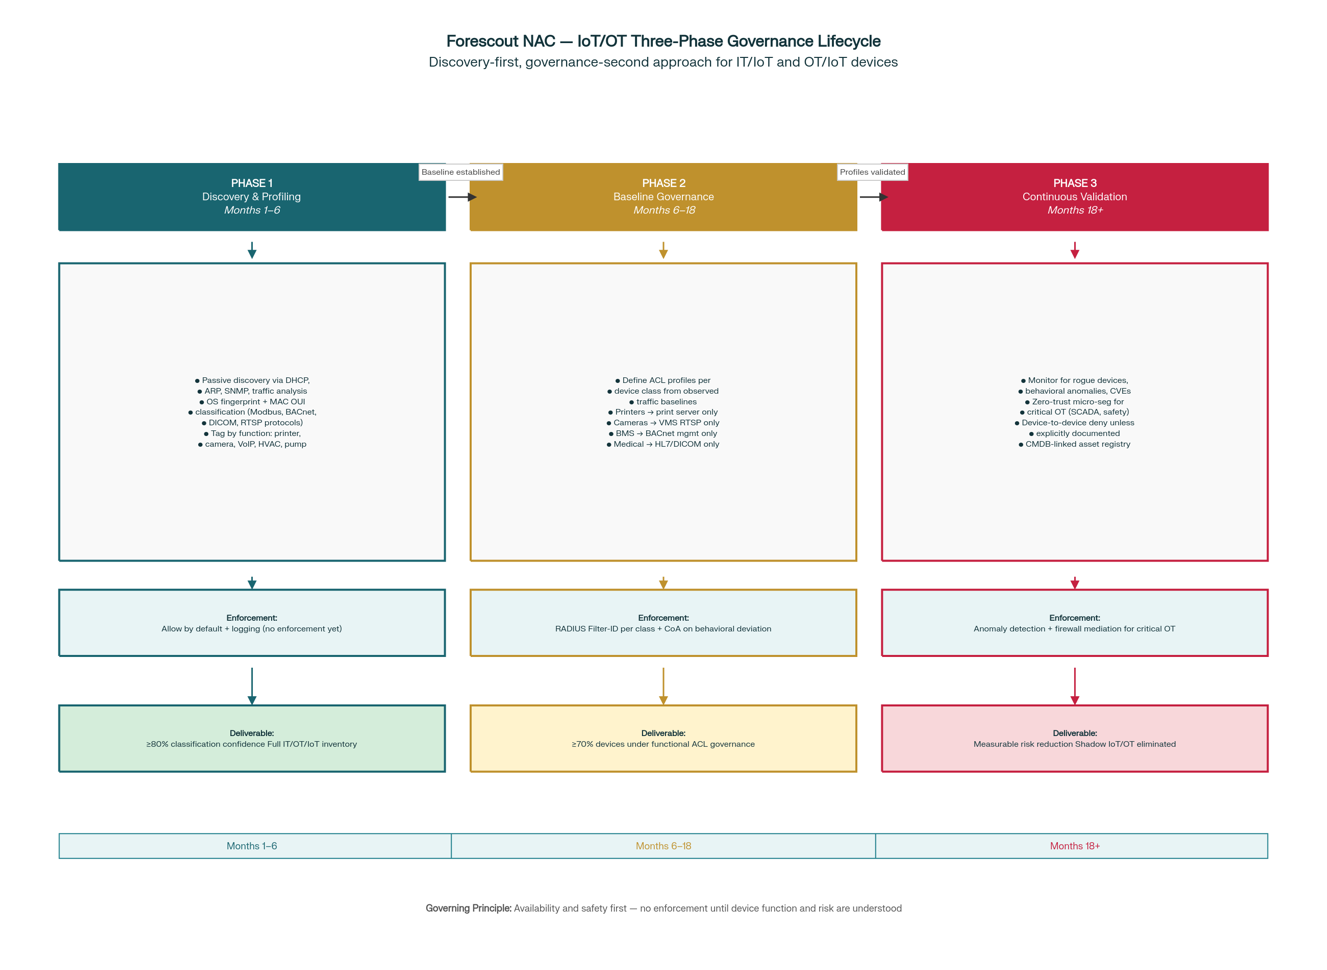 Forescout NAC — IoT/OT Three-Phase Governance Lifecycle
Discovery-first, governance-second approach for IT/IoT and OT/IoT devices
PHASE 1
Discovery & Profiling
Months 1–6
Baseline established
PHASE 2
Baseline Governance
Months 6–18
Profiles validated
PHASE 3
Continuous Validation
Months 18+
● Passive discovery via DHCP,
● ARP, SNMP, traffic analysis
● OS fingerprint + MAC OUI
● classification (Modbus, BACnet,
● DICOM, RTSP protocols)
● Tag by function: printer,
● camera, VoIP, HVAC, pump
● Define ACL profiles per
● device class from observed
● traffic baselines
● Printers → print server only
● Cameras → VMS RTSP only
● BMS → BACnet mgmt only
● Medical → HL7/DICOM only
● Monitor for rogue devices,
● behavioral anomalies, CVEs
● Zero-trust micro-seg for
● critical OT (SCADA, safety)
● Device-to-device deny unless
● explicitly documented
● CMDB-linked asset registry
Enforcement:
Allow by default + logging (no enforcement yet)
Enforcement:
RADIUS Filter-ID per class + CoA on behavioral deviation
Enforcement:
Anomaly detection + firewall mediation for critical OT
Deliverable:
≥80% classification confidence Full IT/OT/IoT inventory
Deliverable:
≥70% devices under functional ACL governance
Deliverable:
Measurable risk reduction Shadow IoT/OT eliminated
Months 1–6
Months 6–18
Months 18+
Governing Principle: Availability and safety first — no enforcement until device function and risk are understood